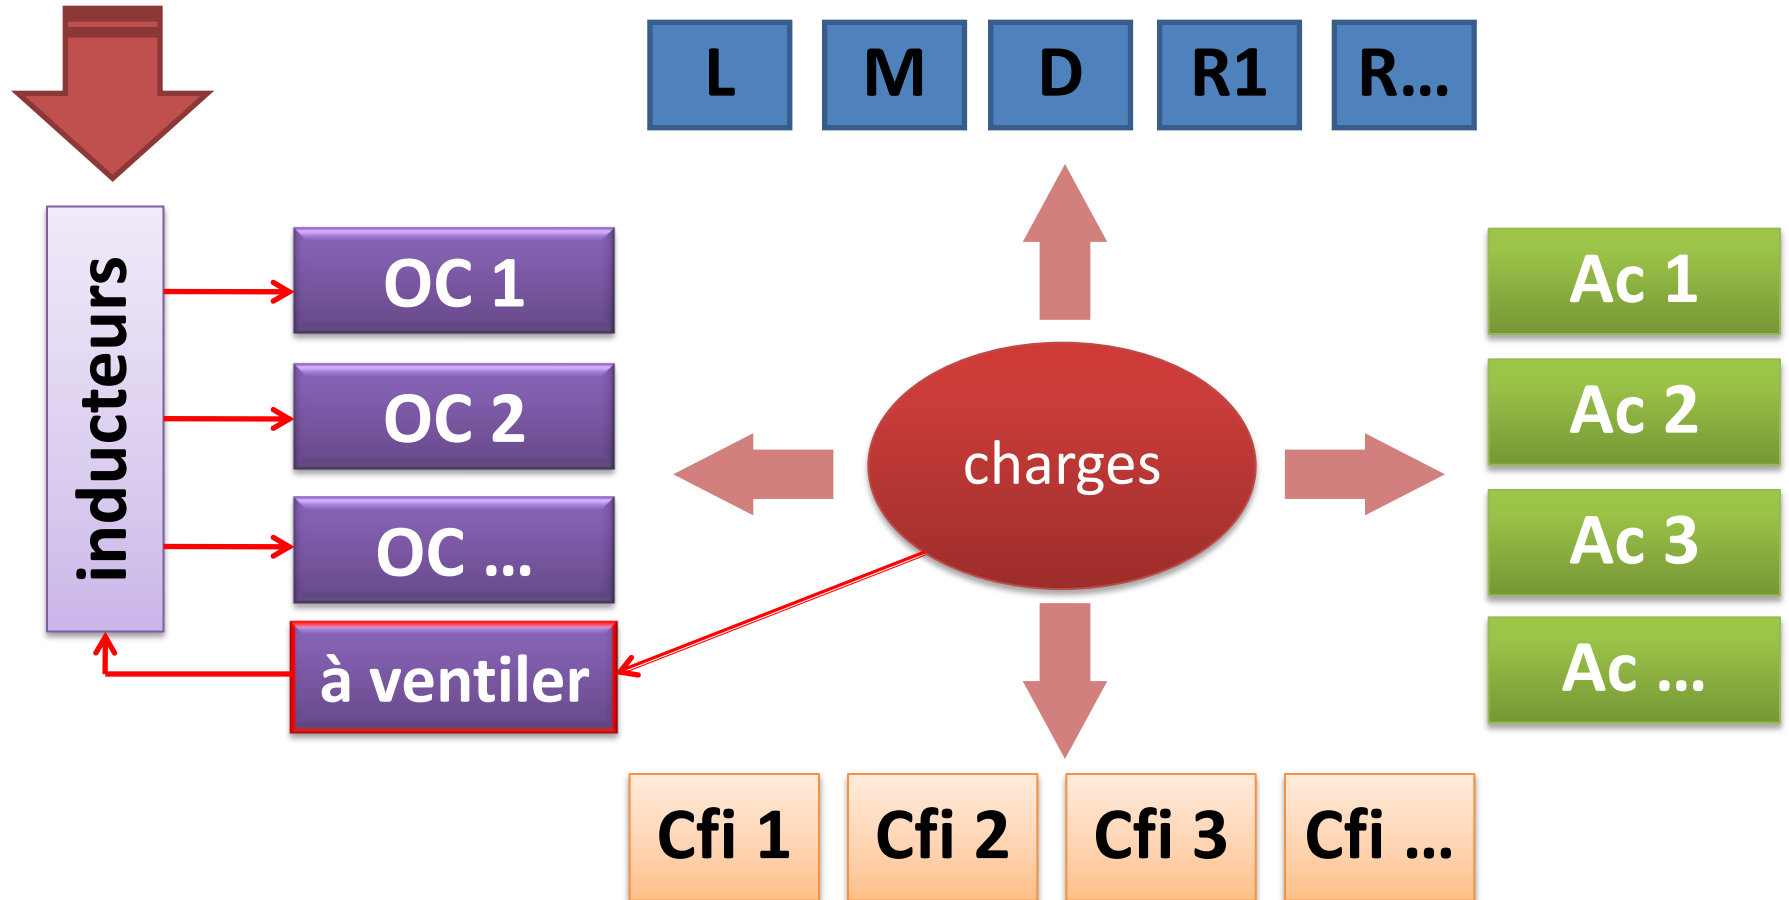 L
M
D
R1
R...
inducteurs
OC 1
OC 2
OC ...
à ventiler
charges
Ac 1
Ac 2
Ac 3
Ac ...
Cfi 1
Cfi 2
Cfi 3
Cfi ...